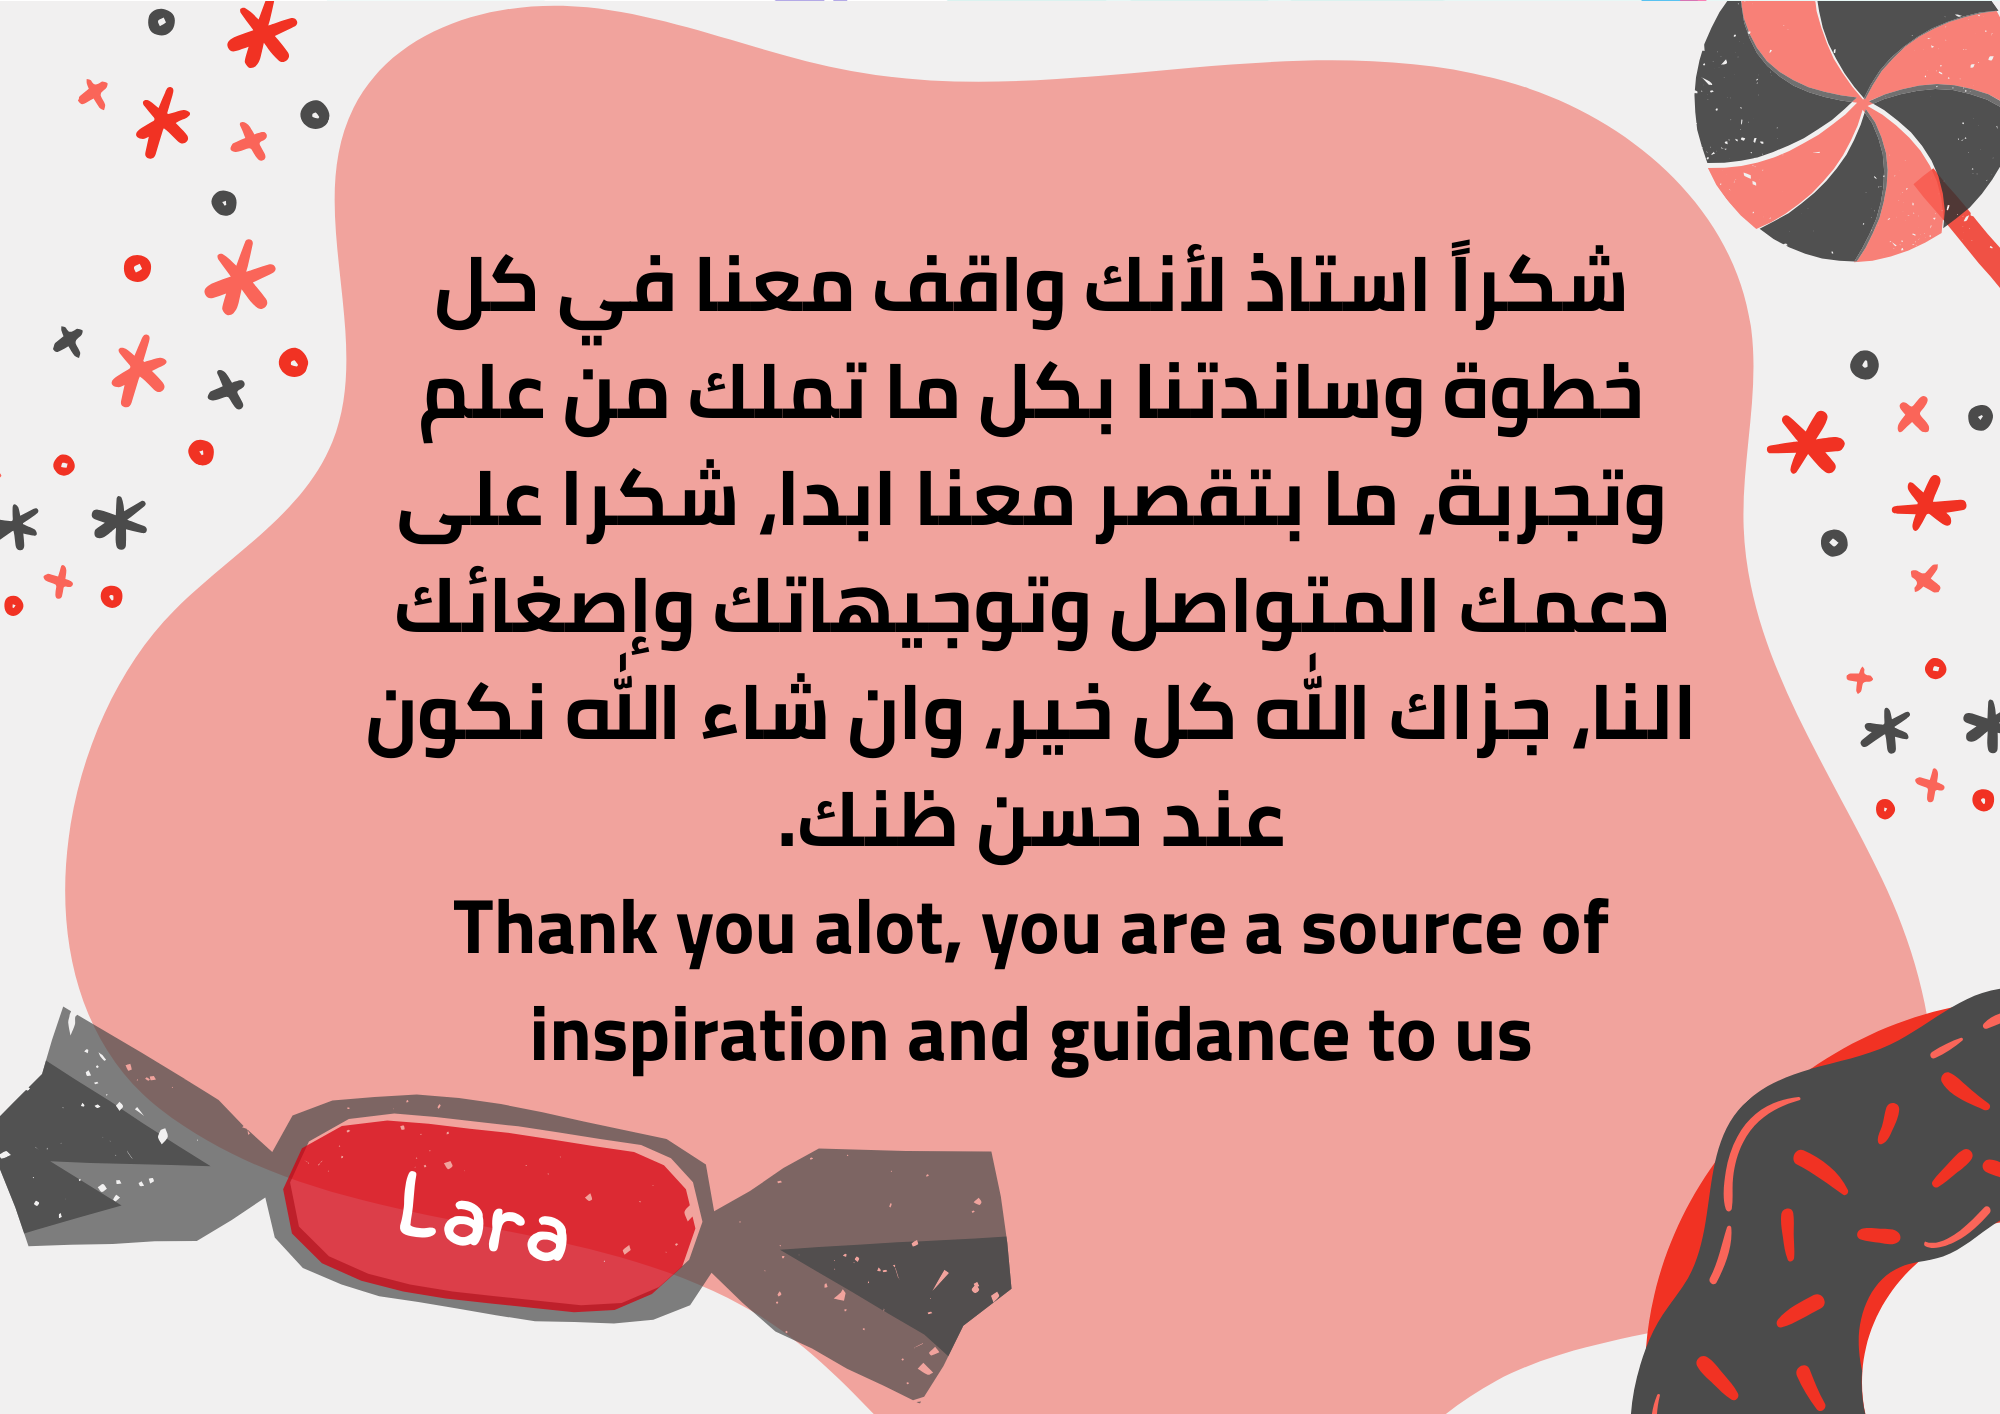 شكراً استاذ لأنك واقف معنا في كل
خطوة وساندتنا بكل ما تملك من علم
وتجربة، ما بتقصر معنا ابدا، شكرا على
دعمك المتواصل وتوجيهاتك وإصغائك
النا، جزاك الله كل خير، وان شاء الله نكون
عند حسن ظنك.
Thank you alot, you are a source of
inspiration and guidance to us
Lara